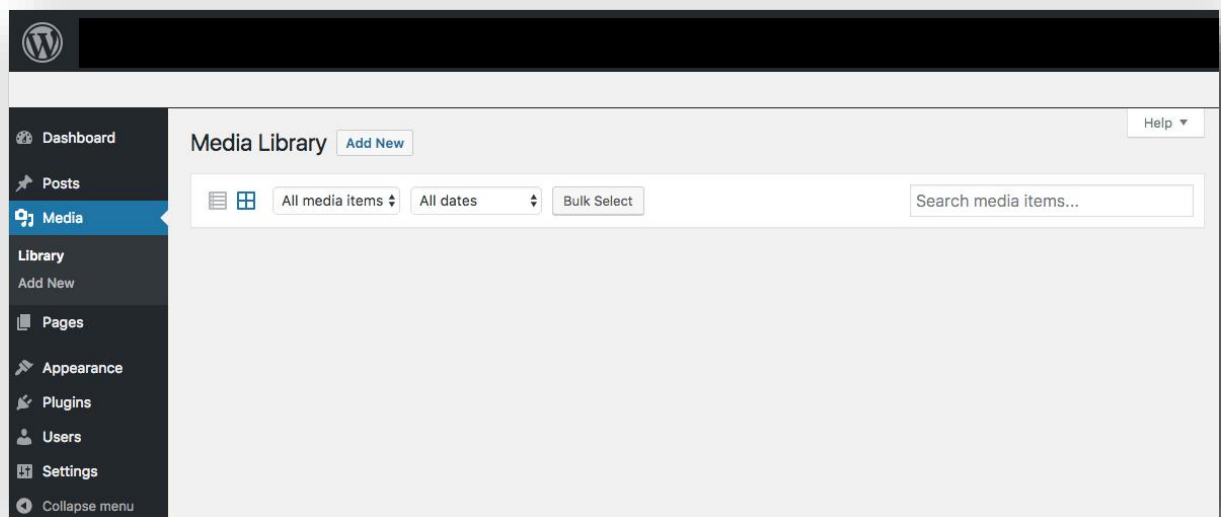 Help
Dashboard
Media Library Add New
Posts
All media items All dates Bulk Select Search media items...
Media
Library
Add New
Pages
Appearance
Plugins
Users
Settings
Collapse menu